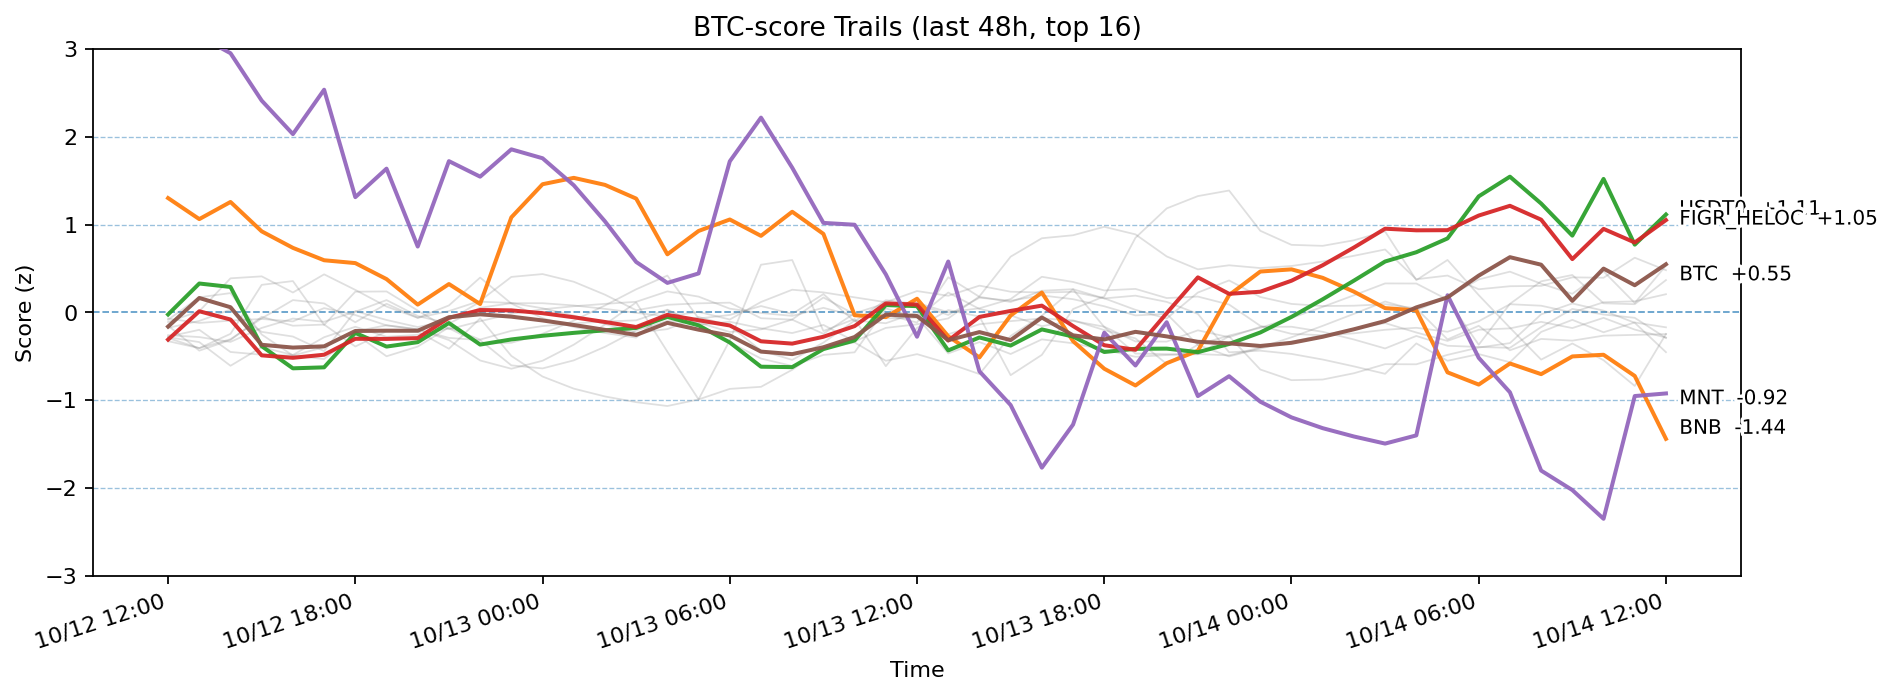 BTC-score Trails (last 48h, top 16)
Score (z)
3
2
1
0
−1
−2
−3
USDT0 +1.11
FIGR_HELOC +1.05
BTC +0.55
MNT -0.92
BNB -1.44
10/12 12:00
10/12 18:00
10/13 00:00
10/13 06:00
10/13 12:00
10/13 18:00
10/14 00:00
10/14 06:00
10/14 12:00
Time